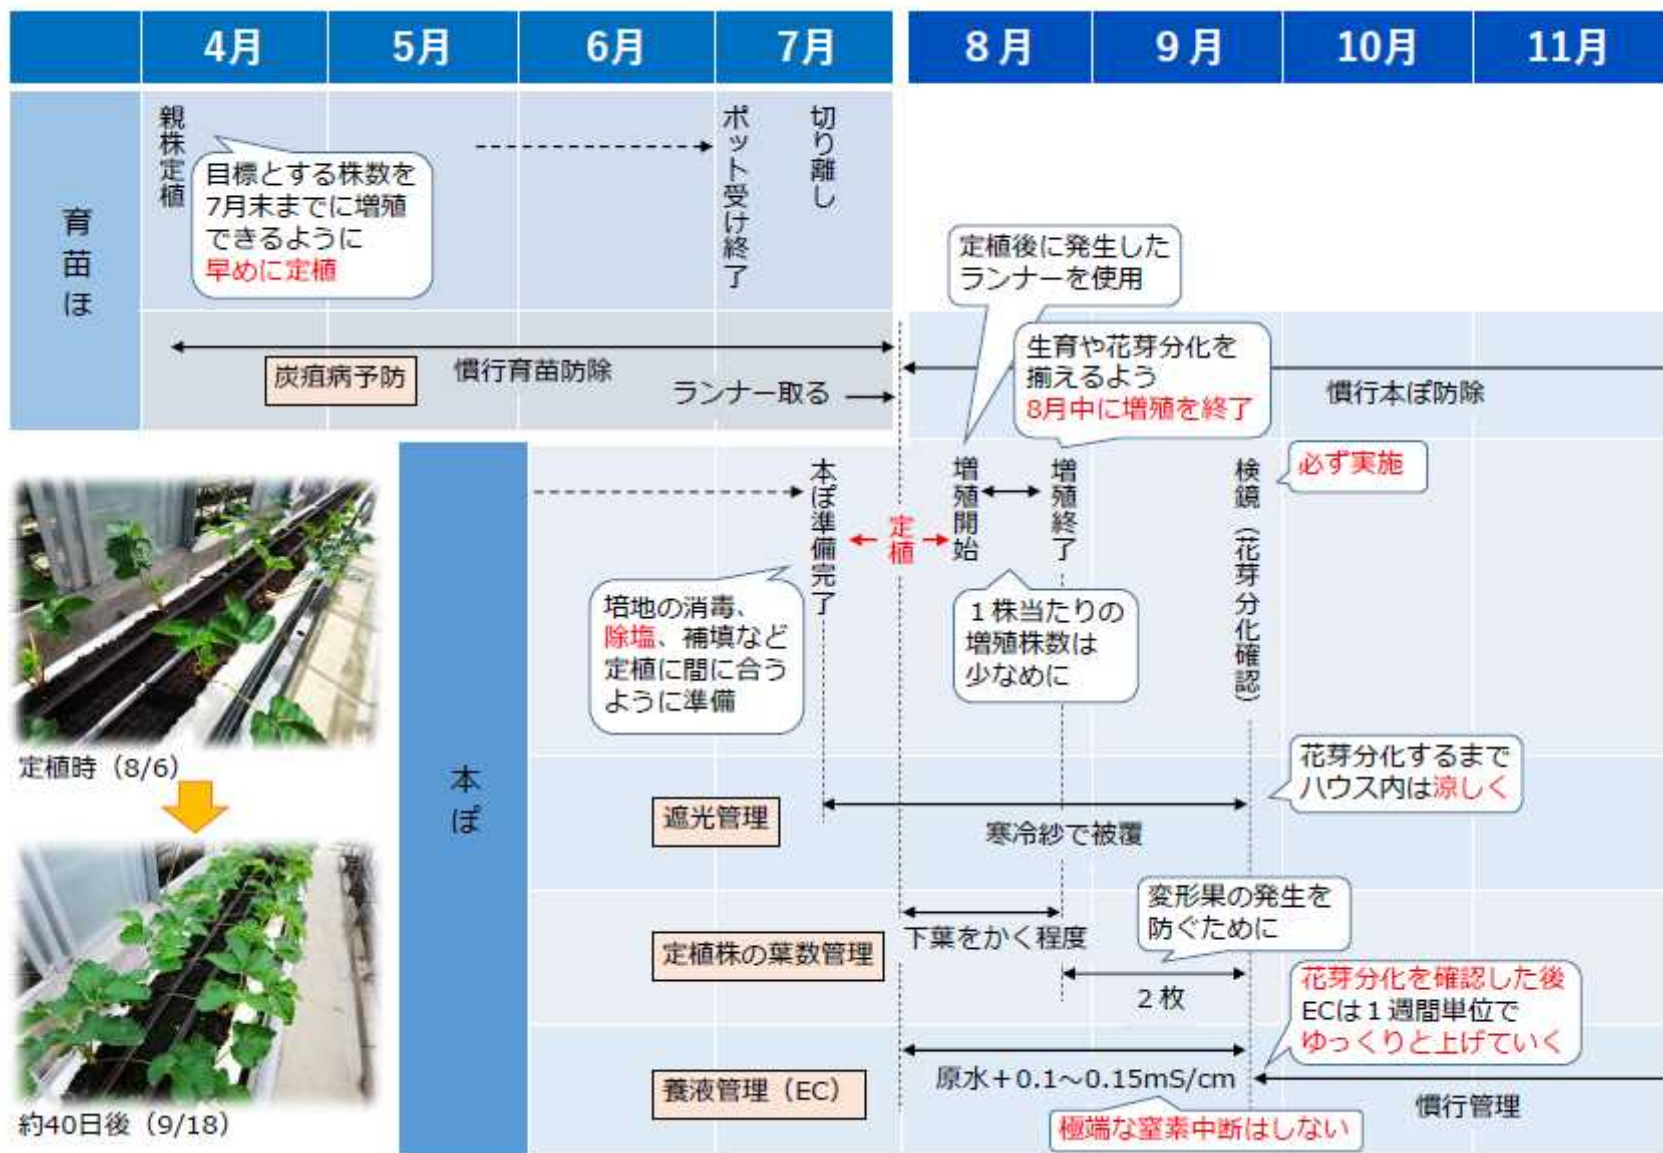 4月
5月
6月
7月
8月
9月
10月
11月
育苗ほ
親株定植
目標とする株数を
7月末までに増殖
できるように
早めに定植
ポット受け終了
切り離し
炭疽病予防
慣行育苗防除
ランナー取る
定植後に発生した
ランナーを使用
生育や花芽分化を
揃えるよう
8月中に増殖を終了
慣行本ぽ防除
本ぽ
本ぽ準備完了
定植
増殖開始
増殖終了
検鏡（花芽分化確認）
必ず実施
培地の消毒、
除塩、補填など
定植に間に合う
ように準備
１株当たりの
増殖株数は
少なめに
定植時（8/6）
約40日後（9/18）
遮光管理
寒冷紗で被覆
花芽分化するまで
ハウス内は涼しく
定植株の葉数管理
下葉をかく程度
変形果の発生を
防ぐために
２枚
養液管理（EC）
原水＋0.1～0.15mS/cm
極端な窒素中断はしない
花芽分化を確認した後
ECは１週間単位で
ゆっくりと上げていく
慣行管理